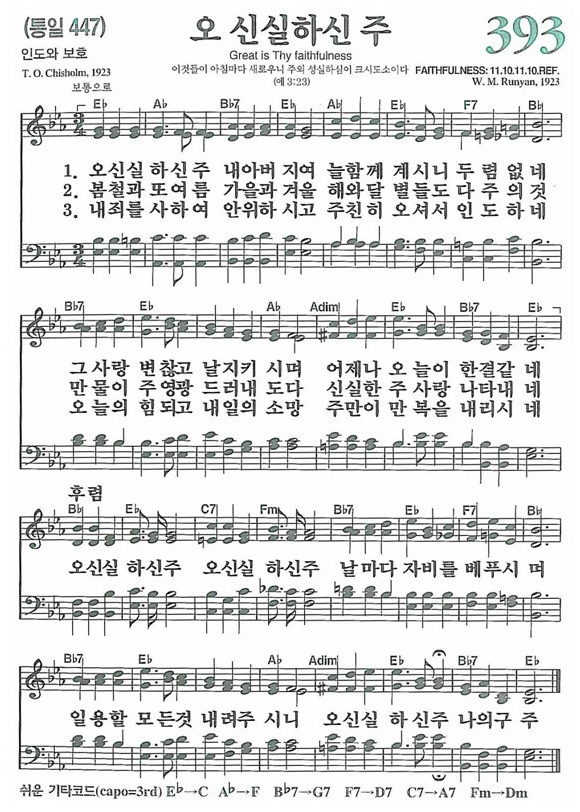 (통일 447)
오 신실하신 주
393
인도와 보호
Great is Thy faithfulness
T. O. Chisholm, 1923
이것들이 아침마다 새로우니 주의 성실하심이 크시도소이다
(애 3:23)
FAITHFULNESS: 11.10.11.10.REF.
W. M. Runyan, 1923
보통으로
E♭ A♭ B♭7 E♭ A♭ E♭ F7 B♭
1. 오신실 하신주 내아버 지여 늘함께 계시니 두 렴 없 네
2. 봄철과 또여름 가을과 겨울 해와달 별들도 다 주 의 것
3. 내죄를 사하여 안위하 시고 주친히 오셔서 인 도 하 네
B♭7 E♭ A♭ Adim E♭ B♭7 E♭
그사랑 변찮고 날지키 시며 어제나 오늘이 한결같 네
만물이 주영광 드러내 도다 신실한 주사랑 나타내 네
오늘의 힘되고 내일의 소망 주만이 만복을 내리시 네
후렴
E♭ C7 Fm B♭7 E♭ F7 B♭
오신실 하신주 오신실 하신주 날마다 자비를 베푸시 며
B♭7 E♭ A♭ Adim E♭ B♭7 E♭
일용할 모든것 내려주 시니 오신실 하신주 나의구 주
쉬운 기타코드(capo=3rd) E♭→C A♭→F B♭7→G7 F7→D7 C7→A7 Fm→Dm